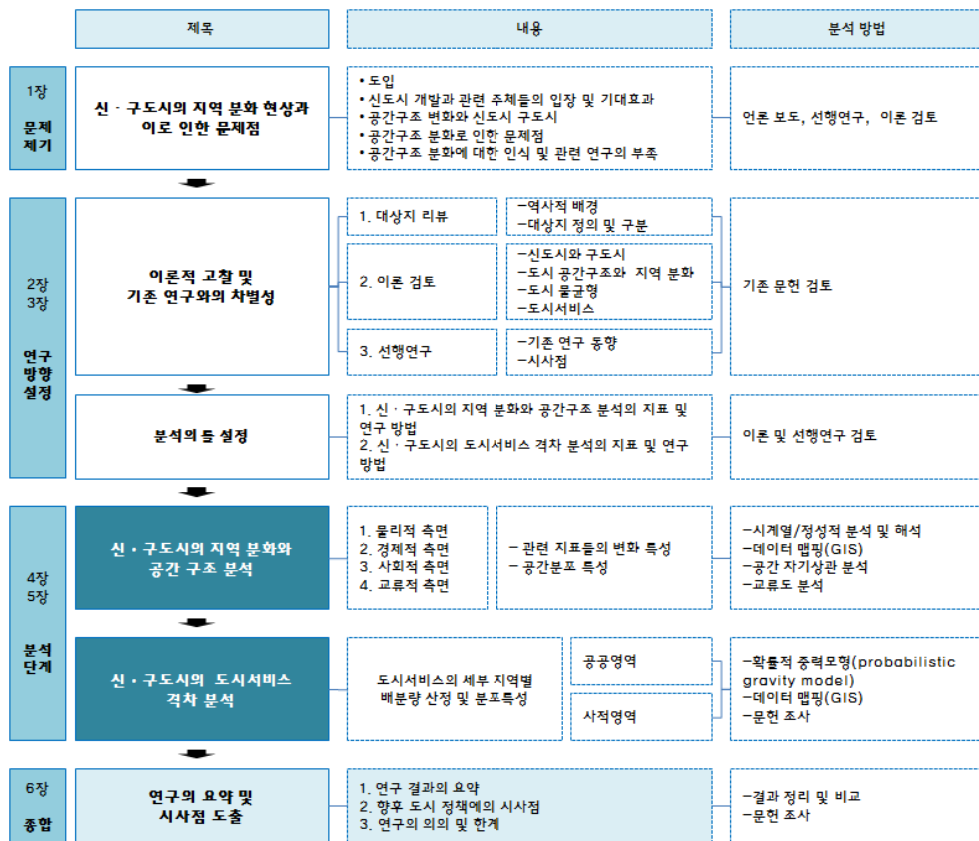 제목
내용
분석 방법
1장
문제
제기
신 · 구도시의 지역 분화 현상과
이로 인한 문제점
• 도입
• 신도시 개발과 관련 주체들의 입장 및 기대효과
• 공간구조 변화와 신도시 구도시
• 공간구조 분화로 인한 문제점
• 공간구조 분화에 대한 인식 및 관련 연구의 부족
언론 보도, 선행연구, 이론 검토
2장
3장
연구
방향
설정
이론적 고찰 및
기존 연구와의 차별성
1. 대상지 리뷰
−역사적 배경
−대상지 정의 및 구분
2. 이론 검토
−신도시와 구도시
−도시 공간구조와 지역 분화
−도시 물균형
−도시서비스
3. 선행연구
−기존 연구 동향
−시사점
기존 문헌 검토
분석의 틀 설정
1. 신 · 구도시의 지역 분화와 공간구조 분석의 지표 및
연구 방법
2. 신 · 구도시의 도시서비스 격차 분석의 지표 및 연구
방법
이론 및 선행연구 검토
4장
5장
분석
단계
신 · 구도시의 지역 분화와
공간 구조 분석
1. 물리적 측면
2. 경제적 측면
3. 사회적 측면
4. 교류적 측면
− 관련 지표들의 변화 특성
− 공간분포 특성
−시계열/정성적 분석 및 해석
−데이터 맵핑(GIS)
−공간 자기상관 분석
−교류도 분석
신 · 구도시의 도시서비스
격차 분석
도시서비스의 세부 지역별
배분량 산정 및 분포특성
공공영역
사적영역
−확률적 중력모형(probabilistic
gravity model)
−데이터 맵핑(GIS)
−문헌 조사
6장
종합
연구의 요약 및
시사점 도출
1. 연구 결과의 요약
2. 향후 도시 정책에의 시사점
3. 연구의 의의 및 한계
−결과 정리 및 비교
−문헌 조사